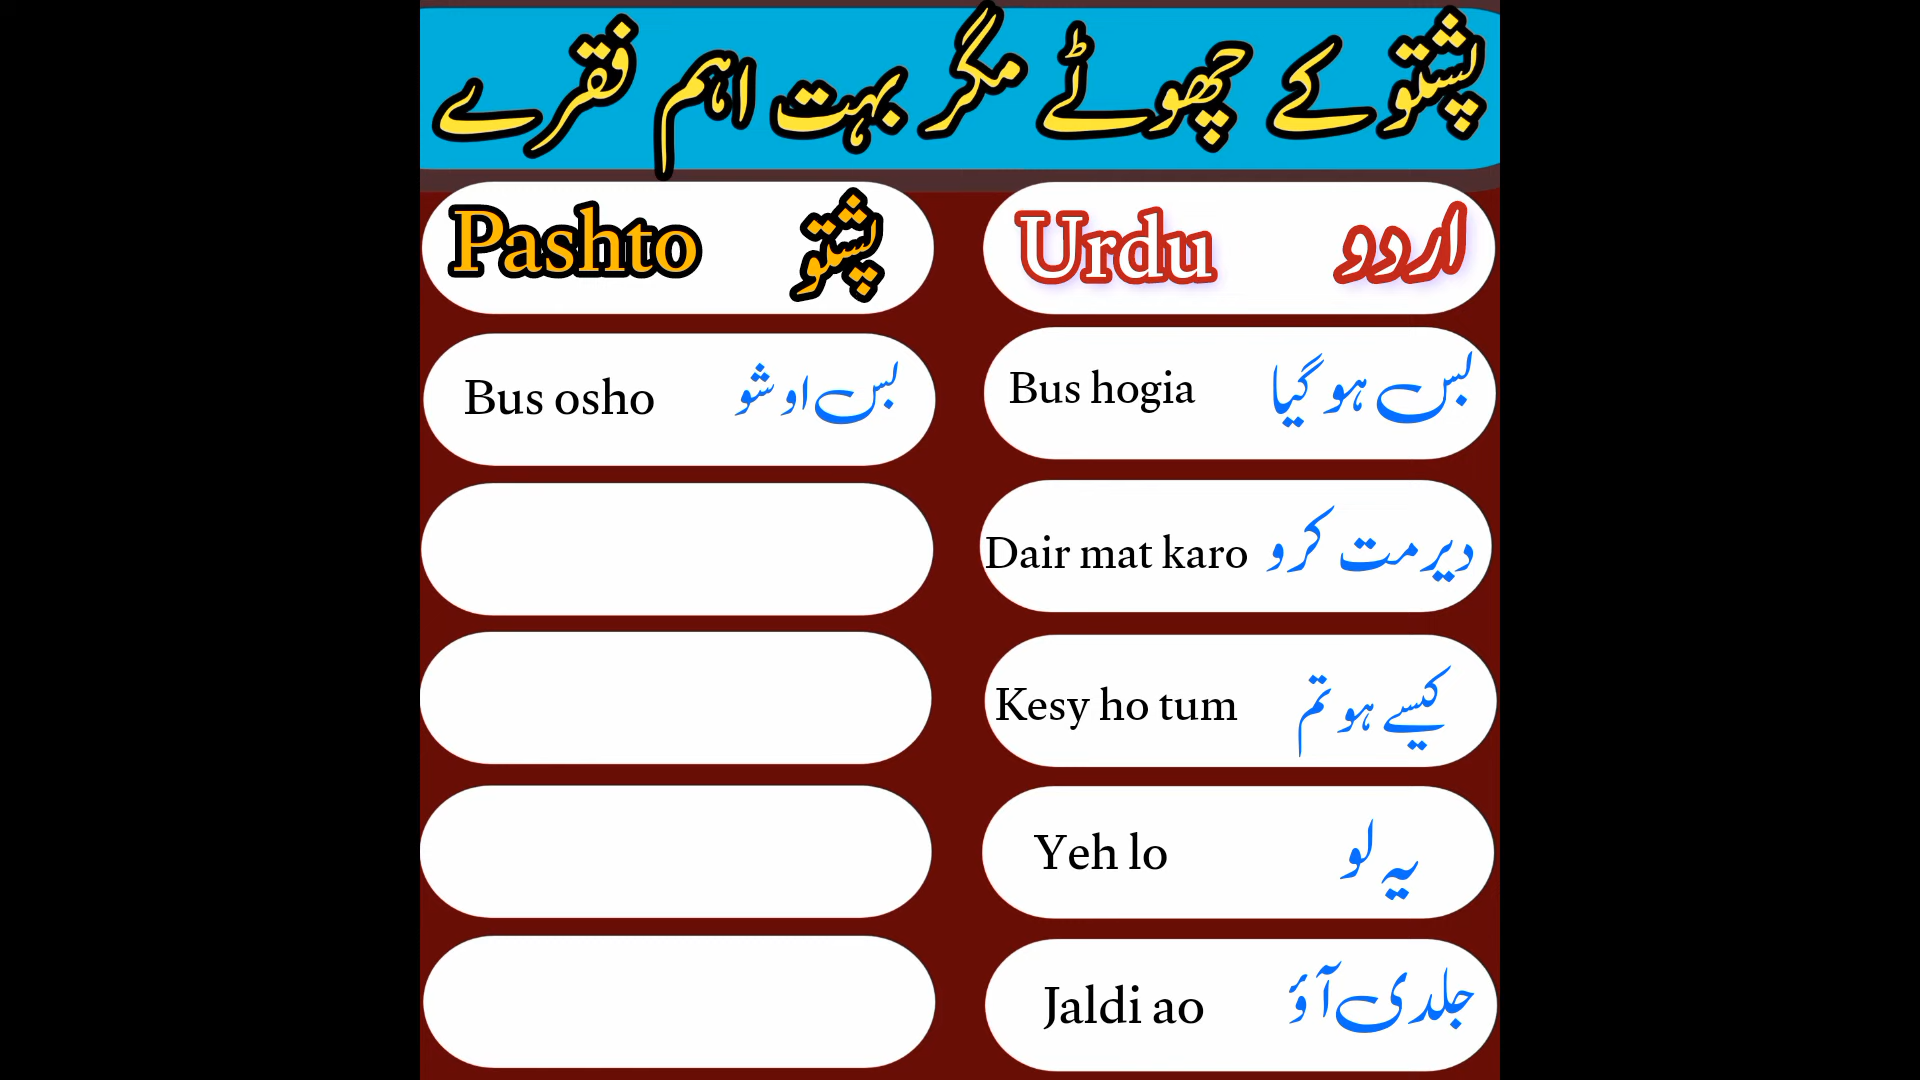 پشتو کے چھوٹے مگر بہت اہم فقرے
Pashto پشتو Urdu اردو
Bus osho بس اوشو Bus hogia بس ہوگیا
Dair mat karo دیر مت کرو
Kesy ho tum کیسے ہو تم
Yeh lo یہ لو
Jaldi ao جلدی آؤ